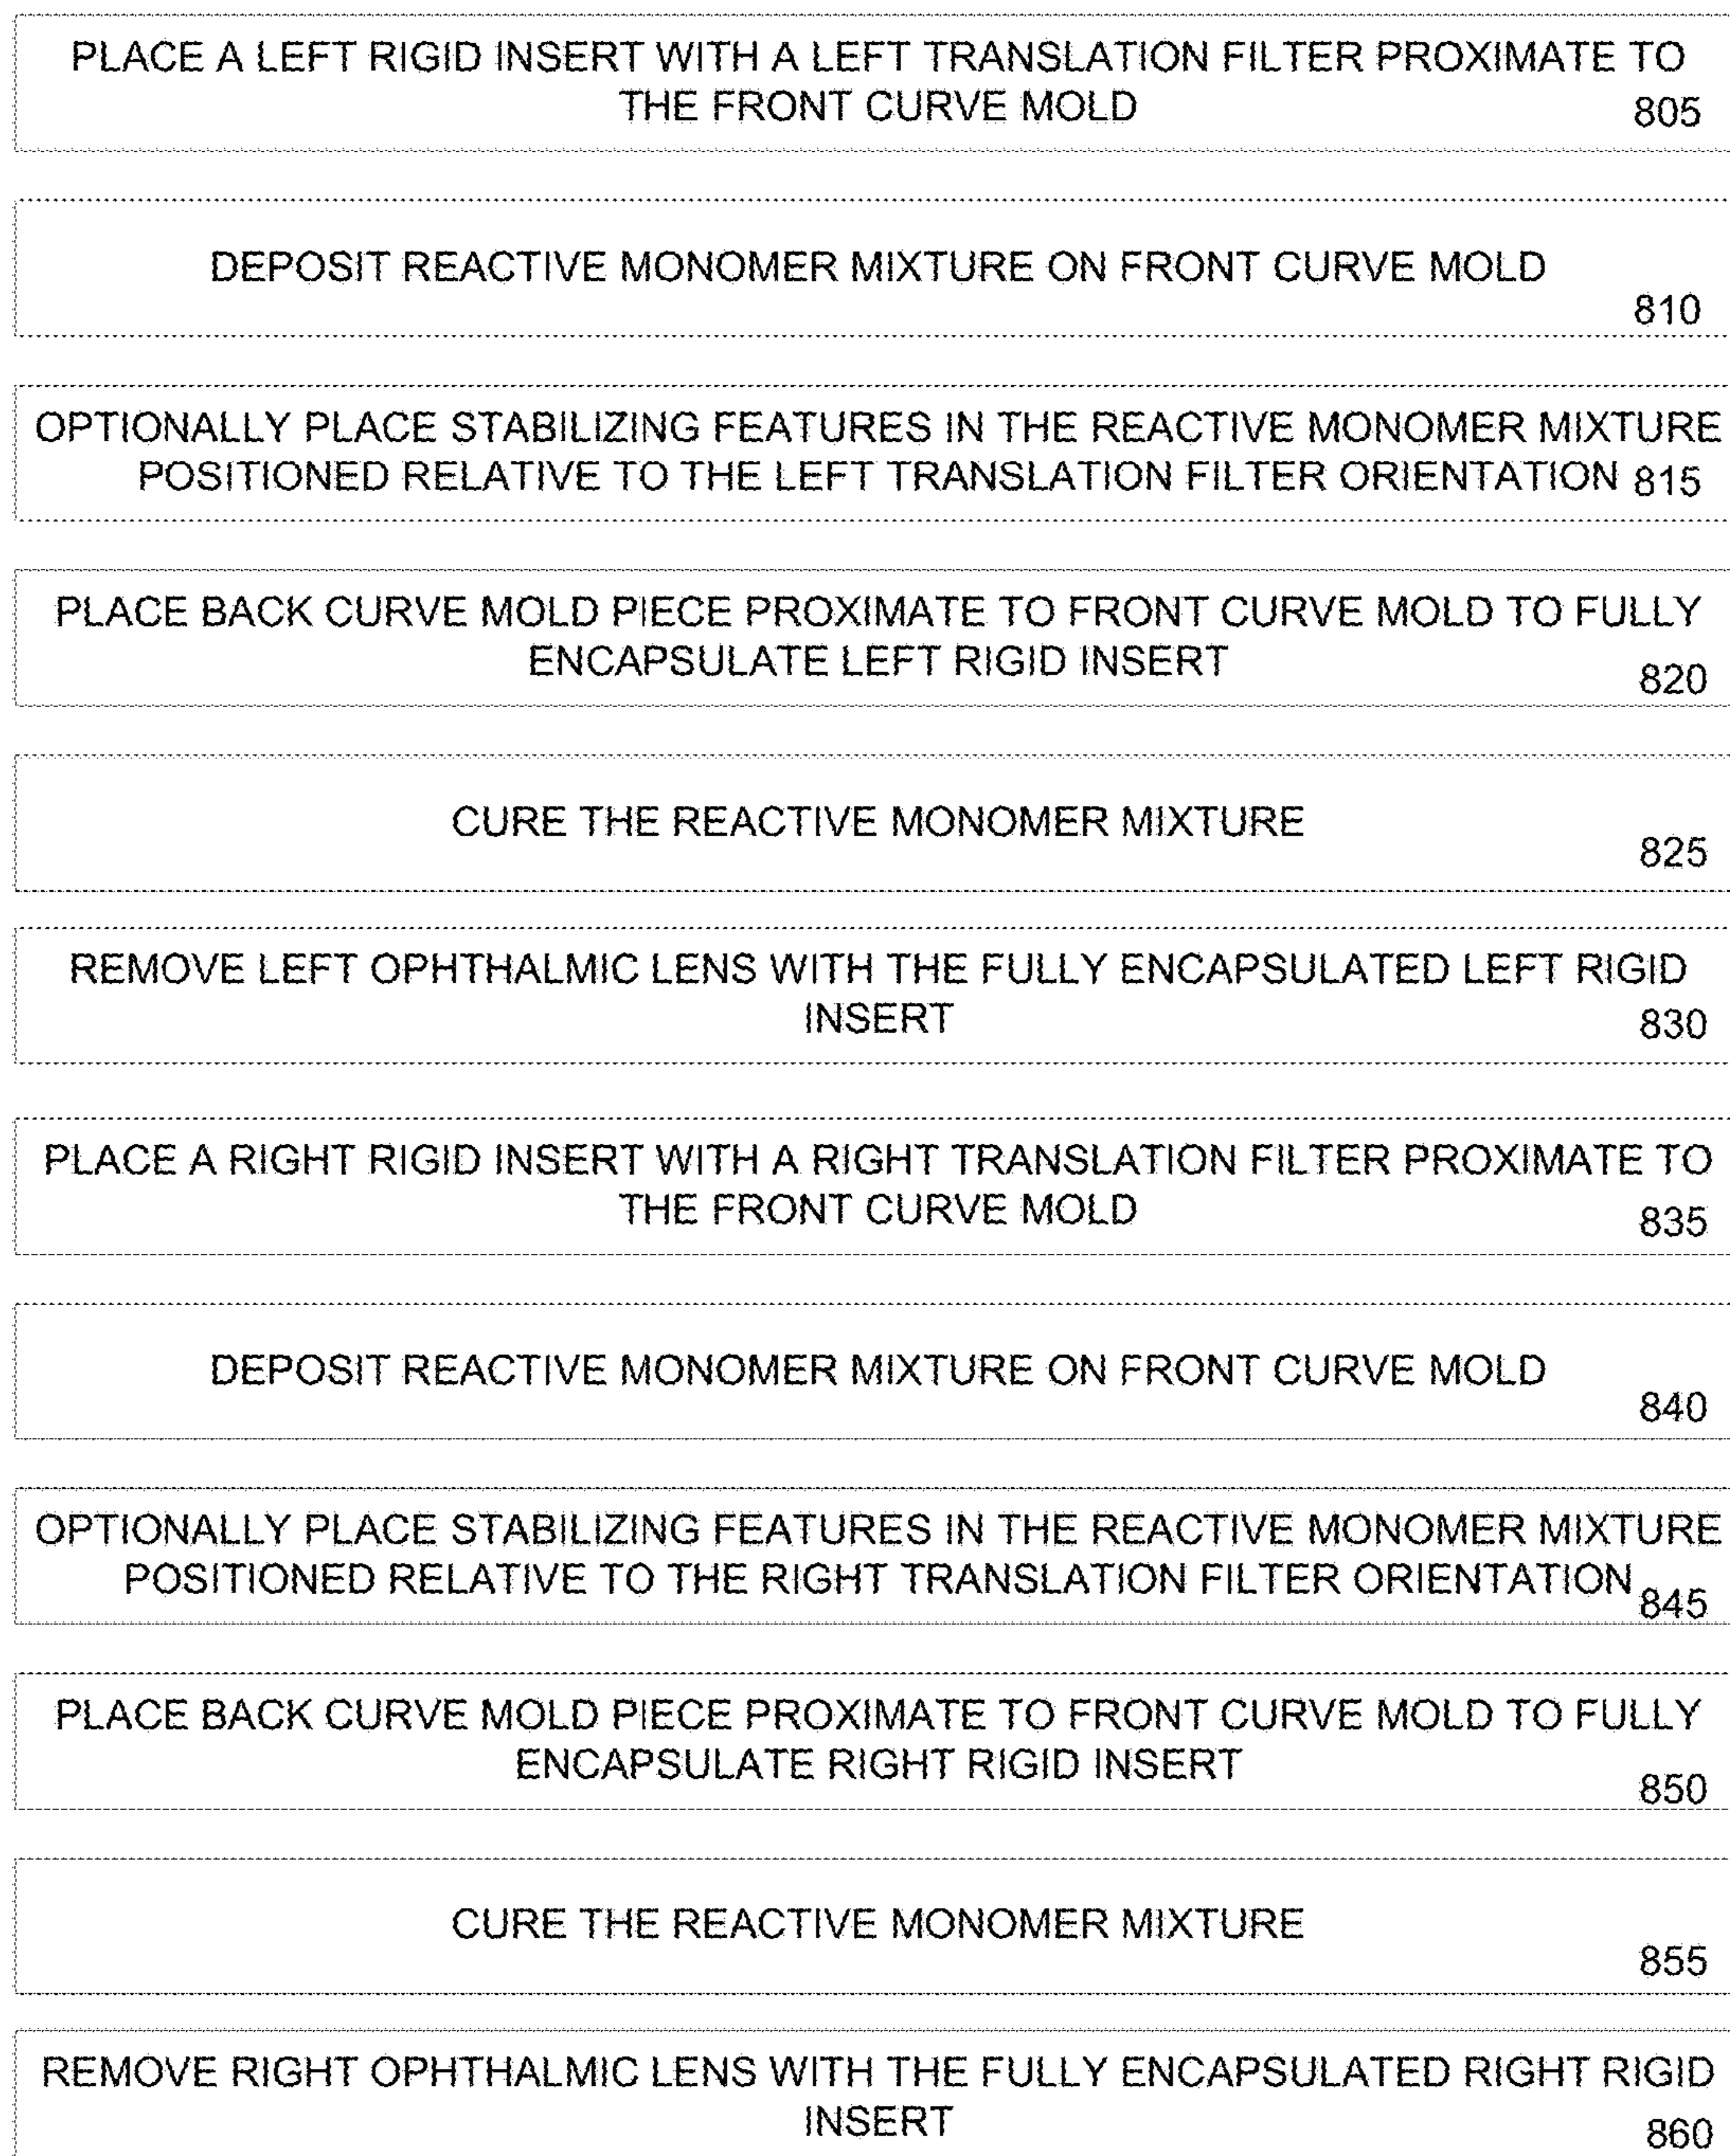 PLACE A LEFT RIGID INSERT WITH A LEFT TRANSLATION FILTER PROXIMATE TO
THE FRONT CURVE MOLD
805
DEPOSIT REACTIVE MONOMER MIXTURE ON FRONT CURVE MOLD
810
OPTIONALLY PLACE STABILIZING FEATURES IN THE REACTIVE MONOMER MIXTURE
POSITIONED RELATIVE TO THE LEFT TRANSLATION FILTER ORIENTATION 815
PLACE BACK CURVE MOLD PIECE PROXIMATE TO FRONT CURVE MOLD TO FULLY
ENCAPSULATE LEFT RIGID INSERT
820
CURE THE REACTIVE MONOMER MIXTURE
825
REMOVE LEFT OPHTHALMIC LENS WITH THE FULLY ENCAPSULATED LEFT RIGID
INSERT
830
PLACE A RIGHT RIGID INSERT WITH A RIGHT TRANSLATION FILTER PROXIMATE TO
THE FRONT CURVE MOLD
835
DEPOSIT REACTIVE MONOMER MIXTURE ON FRONT CURVE MOLD
840
OPTIONALLY PLACE STABILIZING FEATURES IN THE REACTIVE MONOMER MIXTURE
POSITIONED RELATIVE TO THE RIGHT TRANSLATION FILTER ORIENTATION
845
PLACE BACK CURVE MOLD PIECE PROXIMATE TO FRONT CURVE MOLD TO FULLY
ENCAPSULATE RIGHT RIGID INSERT
850
CURE THE REACTIVE MONOMER MIXTURE
855
REMOVE RIGHT OPHTHALMIC LENS WITH THE FULLY ENCAPSULATED RIGHT RIGID
INSERT
860